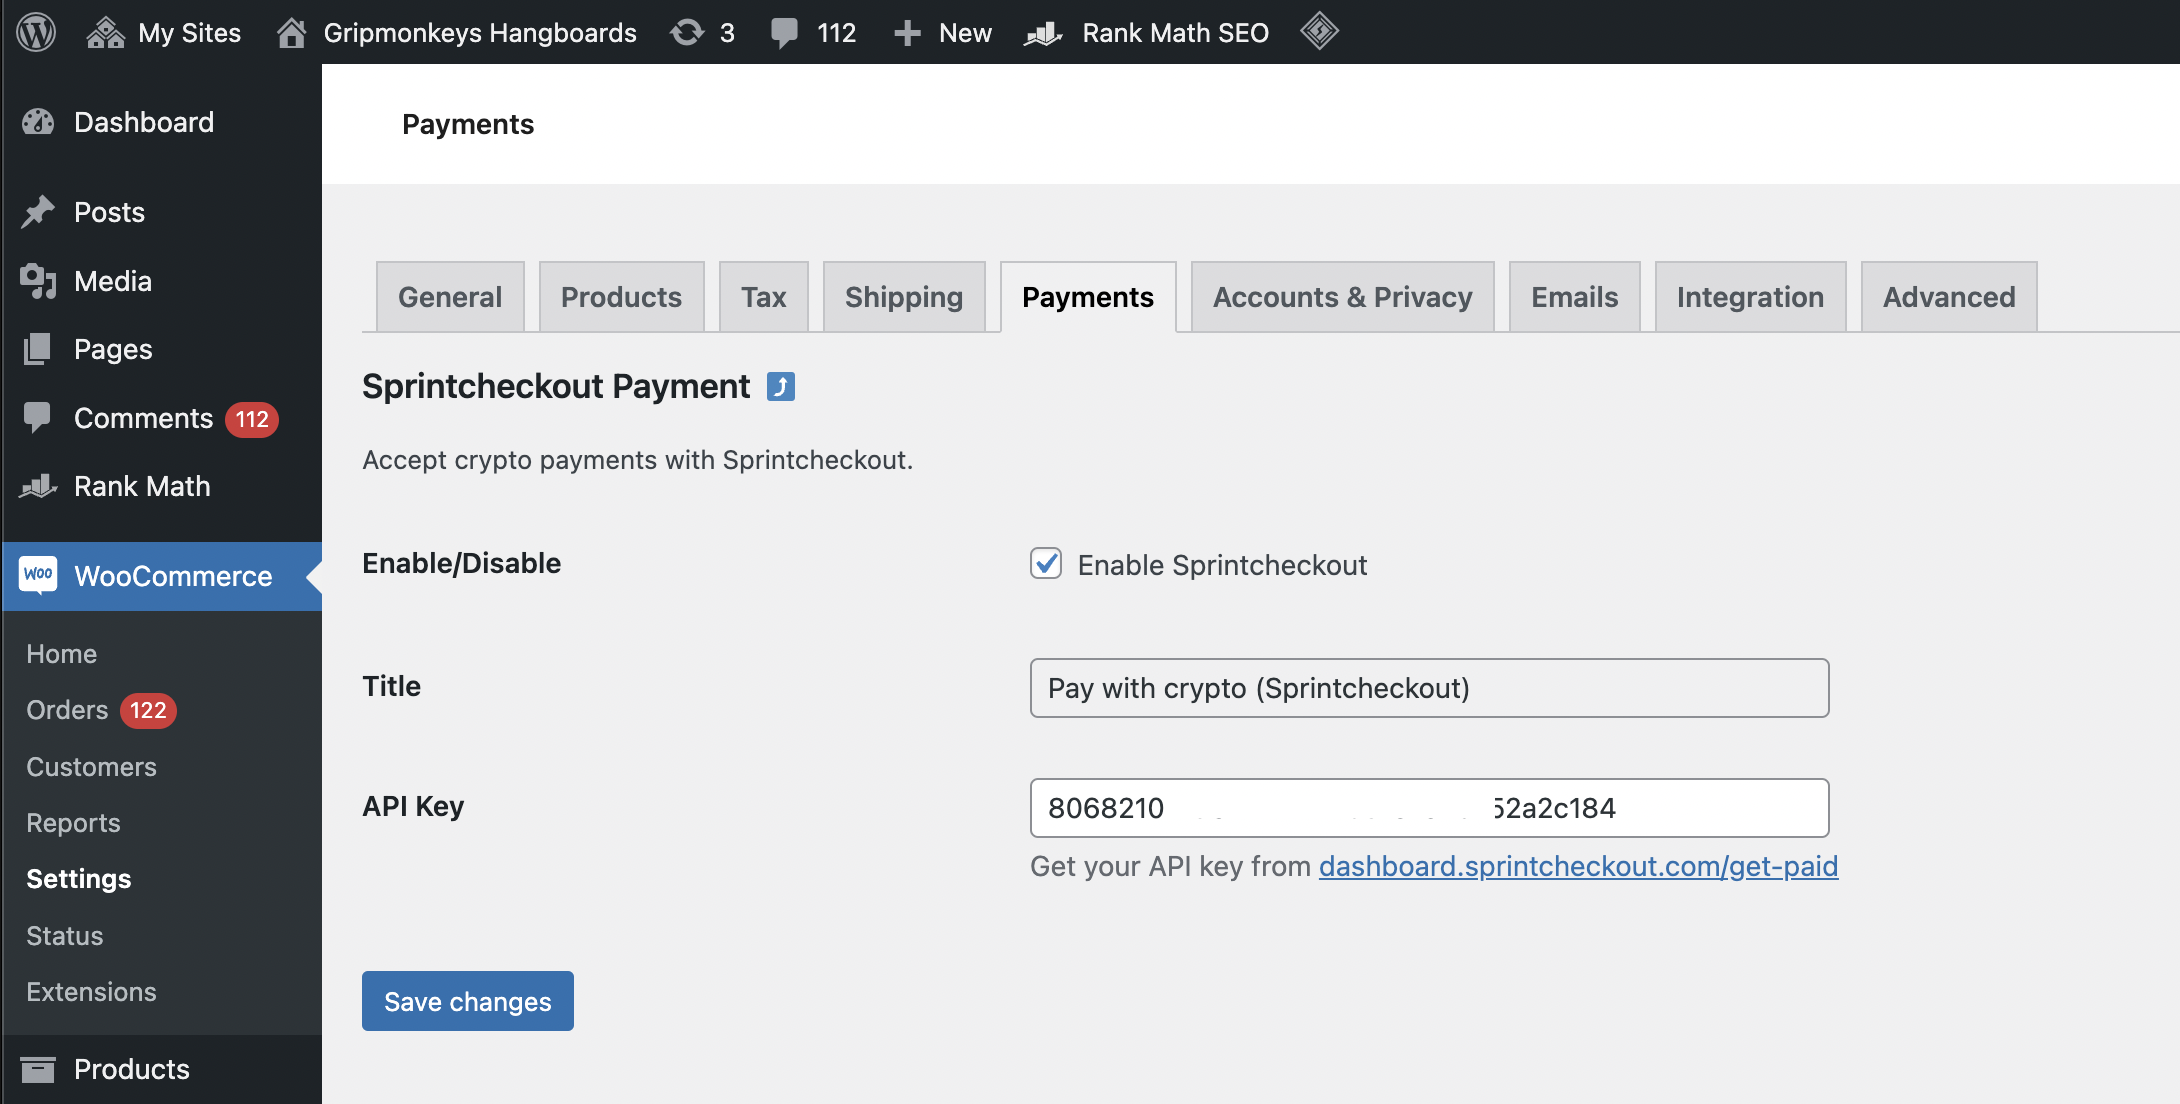 My Sites Gripmonkeys Hangboards 3 112 New Rank Math SEO
Dashboard
Posts
Media
Pages
Comments 112
Rank Math
Woo WooCommerce
Home
Orders 122
Customers
Reports
Settings
Status
Extensions
Products
Payments
General Products Tax Shipping Payments Accounts & Privacy Emails Integration Advanced
Sprintcheckout Payment
Accept crypto payments with Sprintcheckout.
Enable/Disable Enable Sprintcheckout
Title Pay with crypto (Sprintcheckout)
API Key 8068210 52a2c184
Get your API key from dashboard.sprintcheckout.com/get-paid
Save changes